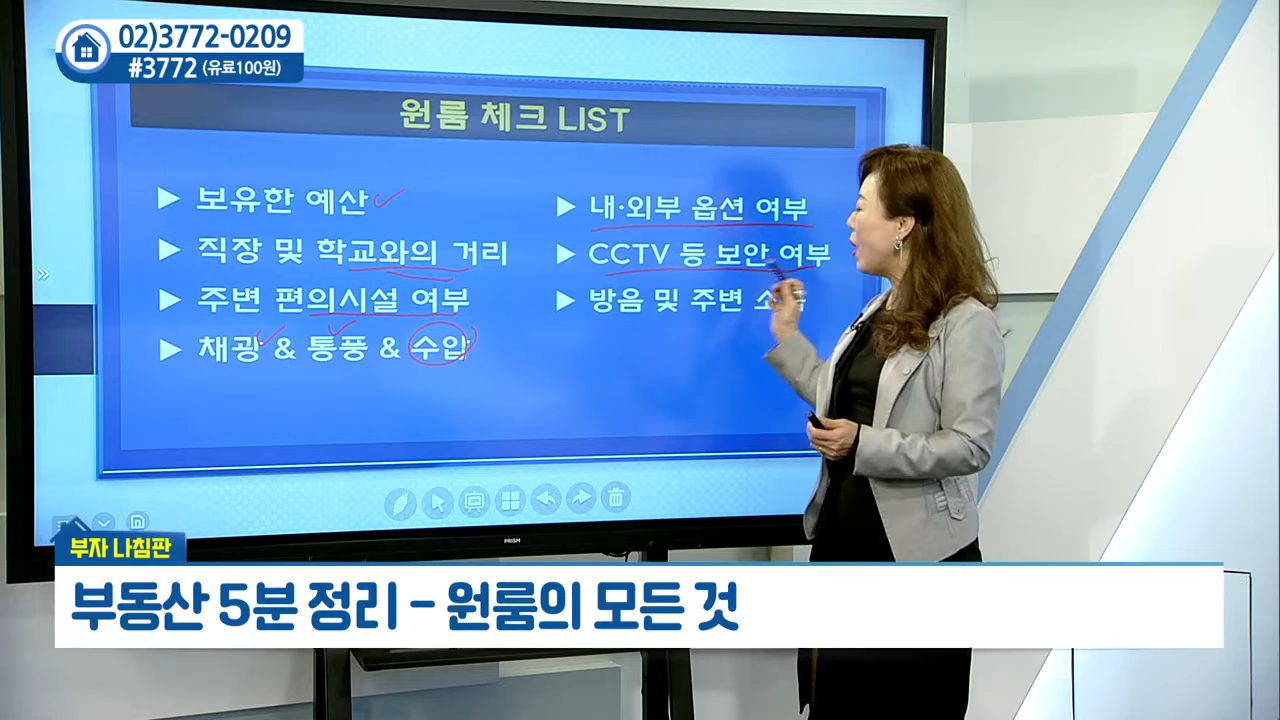 02)3772-0209
#3772 (유료100원)
원룸 체크 LIST
▶ 보유한 예산
▶ 직장 및 학교와의 거리
▶ 주변 편의시설 여부
▶ 채광 & 통풍 & 수압
▶ 내·외부 옵션 여부
▶ CCTV 등 보안 여부
▶ 방음 및 주변
PRISM
부자 나침판
부동산 5분 정리 - 원룸의 모든 것